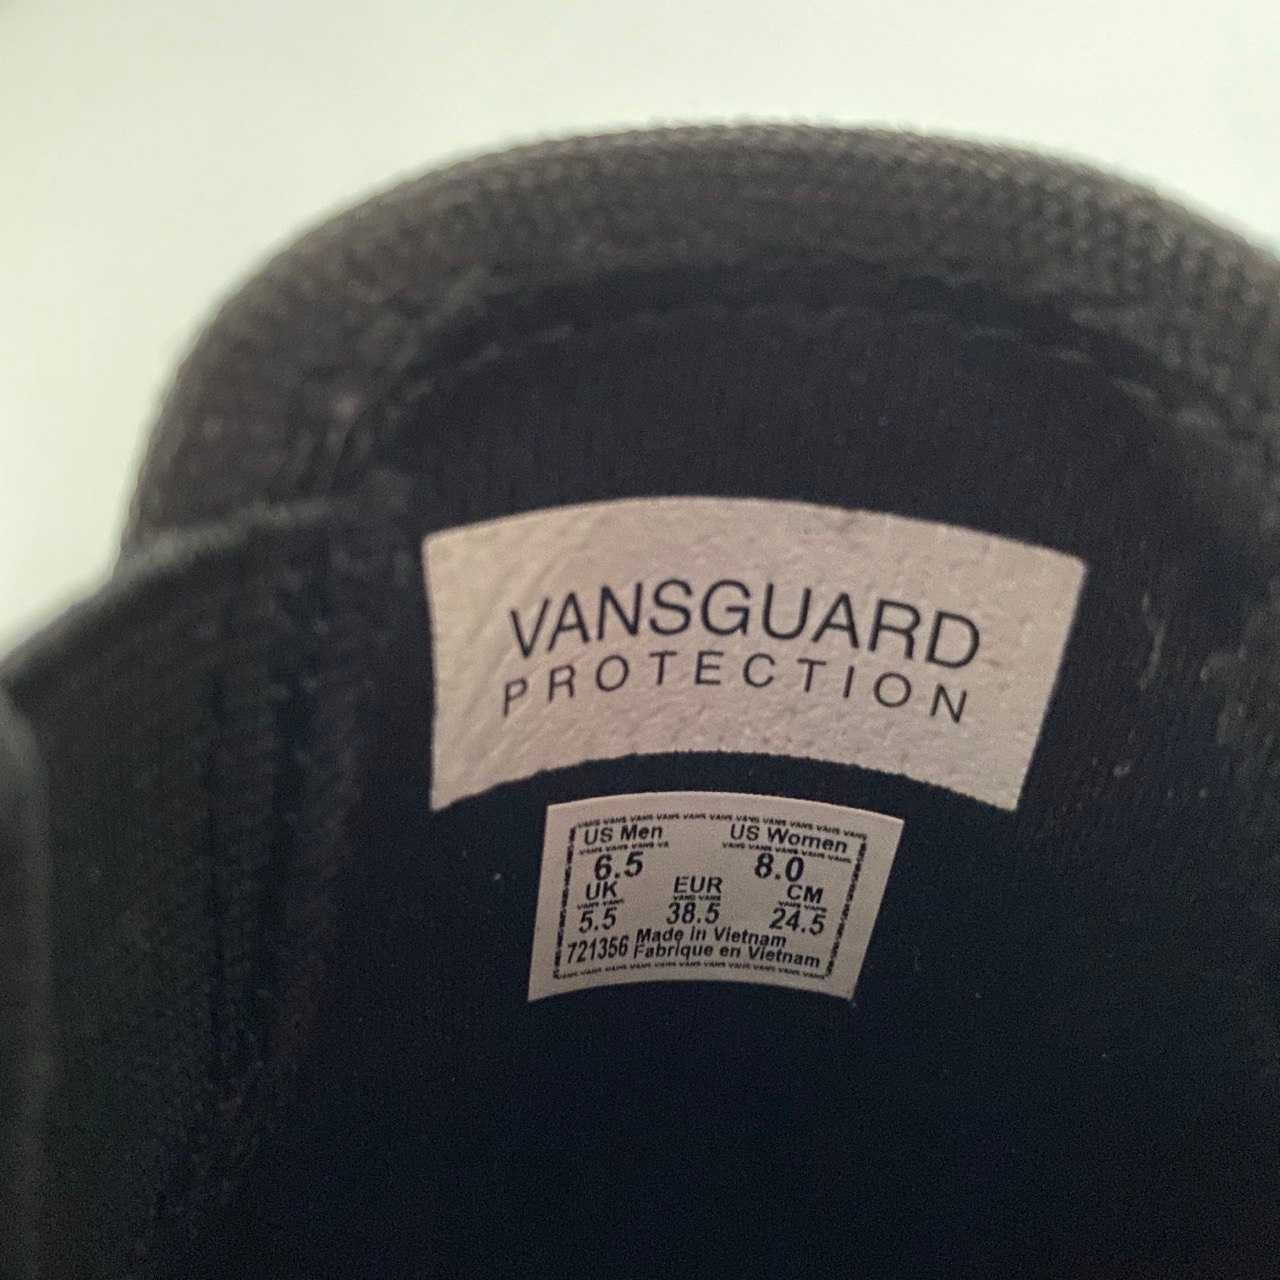 VANSGUARD
PROTECTION
US Men US Women
6.5 8.0
UK EUR CM
5.5 38.5 24.5
721356 Made in Vietnam
Fabrique en Vietnam